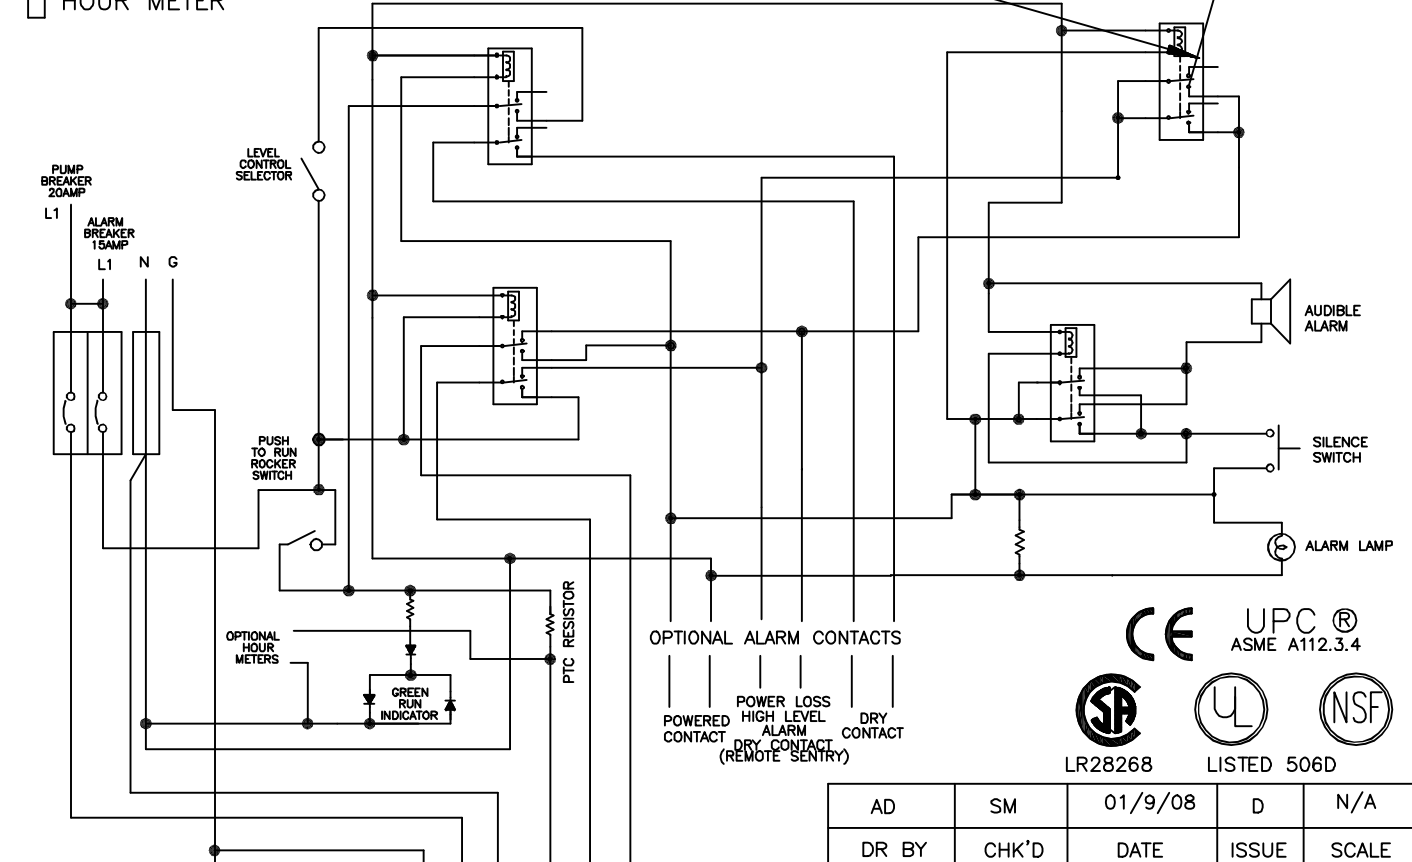 HOUR METER
LEVEL
CONTROL
SELECTOR
PUMP
BREAKER
20AMP
L1
ALARM
BREAKER
15AMP
L1
N
G
AUDIBLE
ALARM
PUSH
TO RUN
ROCKER
SWITCH
SILENCE
SWITCH
ALARM LAMP
PTC RESISTOR
OPTIONAL
HOUR
METERS
GREEN
RUN
INDICATOR
OPTIONAL ALARM CONTACTS
POWERED
CONTACT
POWER LOSS
HIGH LEVEL
ALARM
DRY CONTACT
(REMOTE SENTRY)
DRY
CONTACT
CE
UPC ®
ASME A112.3.4
SA
UL
NSF
LR28268
LISTED 506D
AD SM 01/9/08 D N/A
DR BY CHK'D DATE ISSUE SCALE